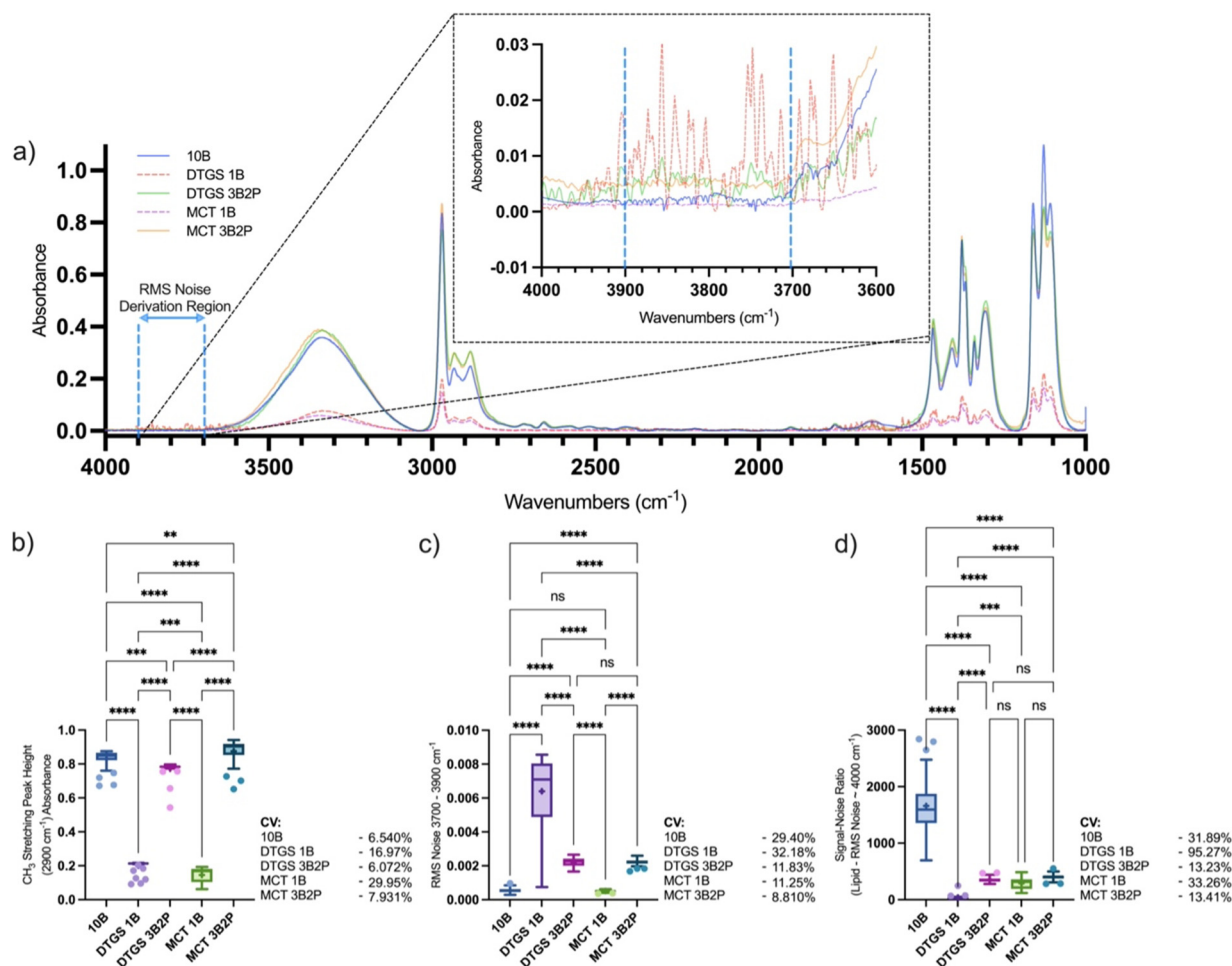 a)
1.0
0.8
0.6
0.4
0.2
0.0
Absorbance
10B
DTGS 1B
DTGS 3B2P
MCT 1B
MCT 3B2P
RMS Noise
Derivation Region
4000
3500
3000
2500
2000
1500
1000
Wavenumbers (cm⁻¹)
0.03
0.02
0.01
0.00
-0.01
Absorbance
4000
3900
3800
3700
3600
Wavenumbers (cm⁻¹)
b)
**
****
****
***
***
****
****
****
****
****
1.0
0.8
0.6
0.4
0.2
0.0
CH₃ Stretching Peak Height
(2900 cm⁻¹) Absorbance
10B
DTGS 1B
DTGS 3B2P
MCT 1B
MCT 3B2P
CV:
10B - 6.540%
DTGS 1B - 16.97%
DTGS 3B2P - 6.072%
MCT 1B - 29.95%
MCT 3B2P - 7.931%
c)
****
****
ns
****
****
ns
****
****
****
****
0.010
0.008
0.006
0.004
0.002
0.000
RMS Noise 3700 - 3900 cm⁻¹
10B
DTGS 1B
DTGS 3B2P
MCT 1B
MCT 3B2P
CV:
10B - 29.40%
DTGS 1B - 32.18%
DTGS 3B2P - 11.83%
MCT 1B - 11.25%
MCT 3B2P - 8.810%
d)
****
****
****
***
****
ns
****
ns
ns
****
3000
2000
1000
0
Signal-Noise Ratio
(Lipid - RMS Noise ~ 4000 cm⁻¹)
10B
DTGS 1B
DTGS 3B2P
MCT 1B
MCT 3B2P
CV:
10B - 31.89%
DTGS 1B - 95.27%
DTGS 3B2P - 13.23%
MCT 1B - 33.26%
MCT 3B2P - 13.41%